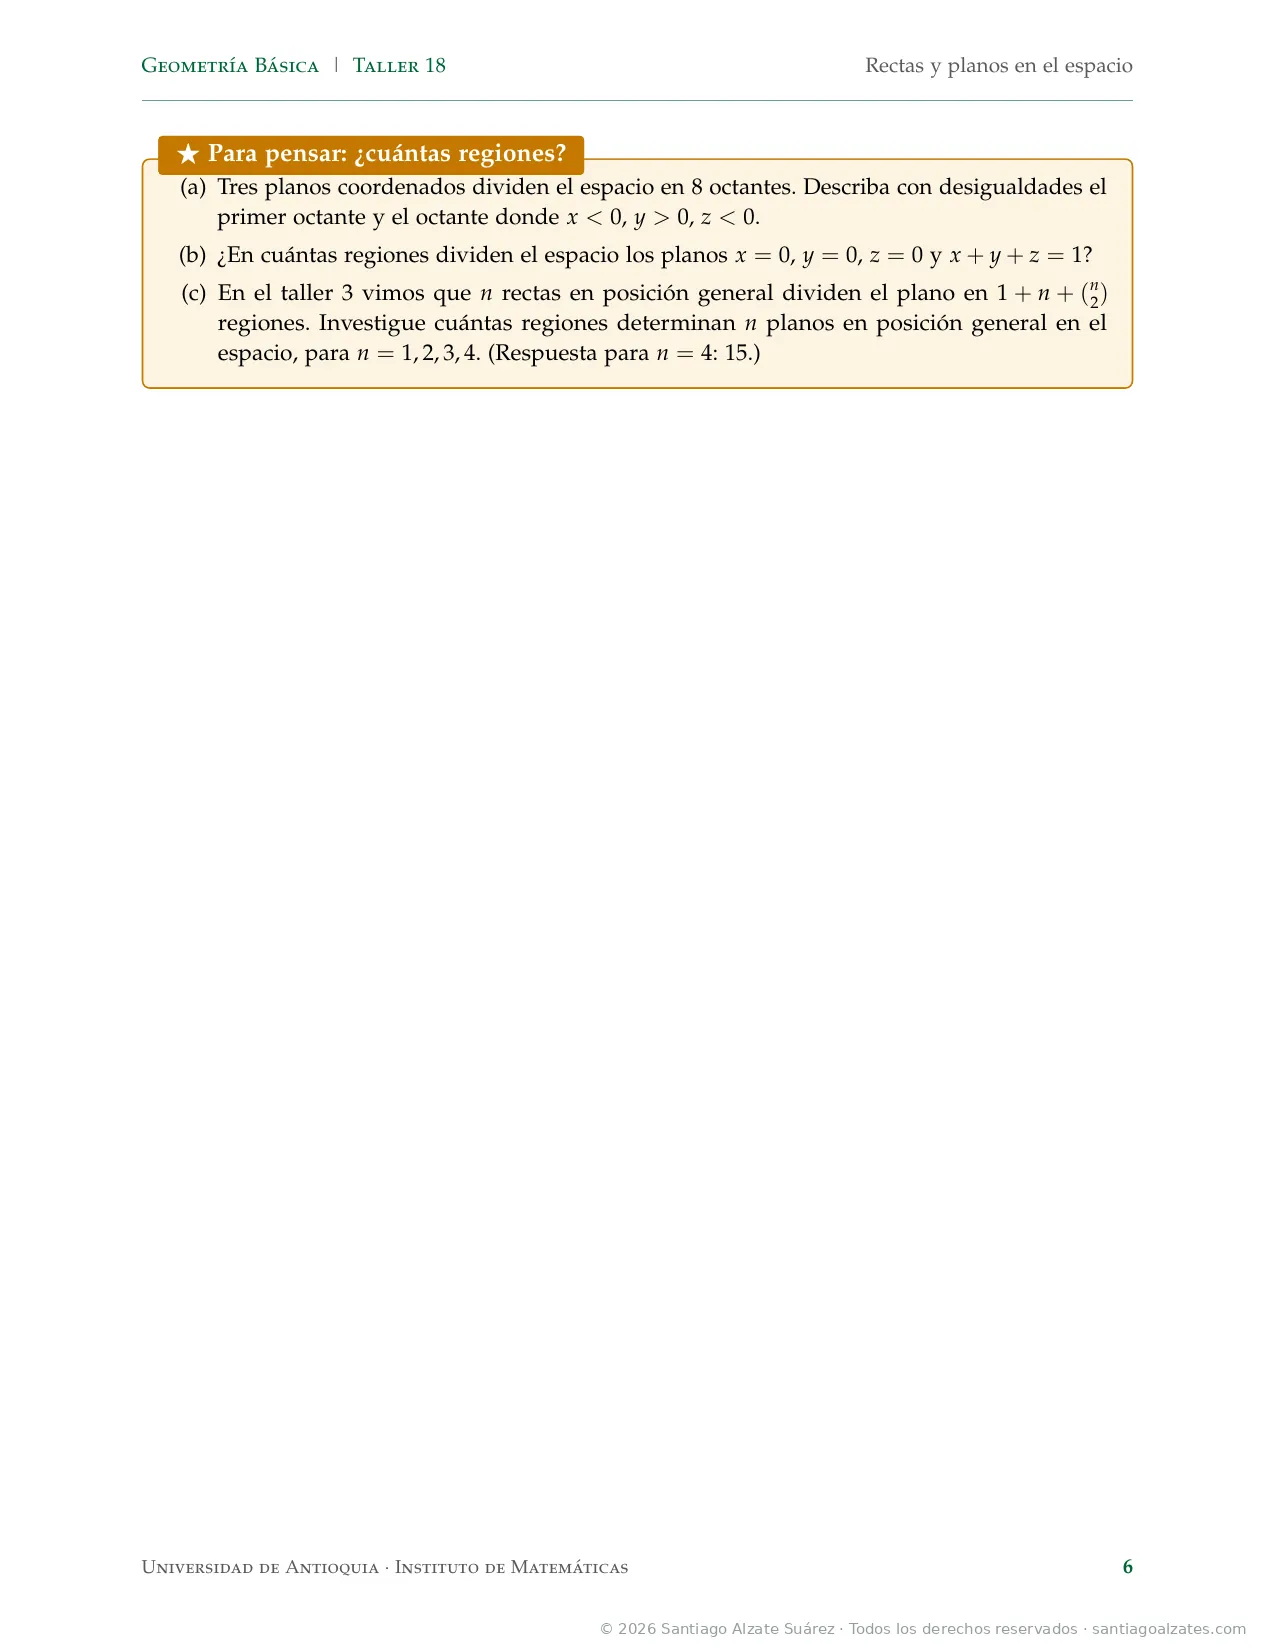 Geometría Básica | Taller 18
Rectas y planos en el espacio
★ Para pensar: ¿cuántas regiones?
(a) Tres planos coordenados dividen el espacio en 8 octantes. Describa con desigualdades el
primer octante y el octante donde x < 0, y > 0, z < 0.
(b) ¿En cuántas regiones dividen el espacio los planos x = 0, y = 0, z = 0 y x + y + z = 1?
(c) En el taller 3 vimos que n rectas en posición general dividen el plano en 1 + n + (n 2)
regiones. Investigue cuántas regiones determinan n planos en posición general en el
espacio, para n = 1, 2, 3, 4. (Respuesta para n = 4: 15.)
Universidad de Antioquia · Instituto de Matemáticas
6
© 2026 Santiago Alzate Suárez · Todos los derechos reservados · santiagoalzates.com